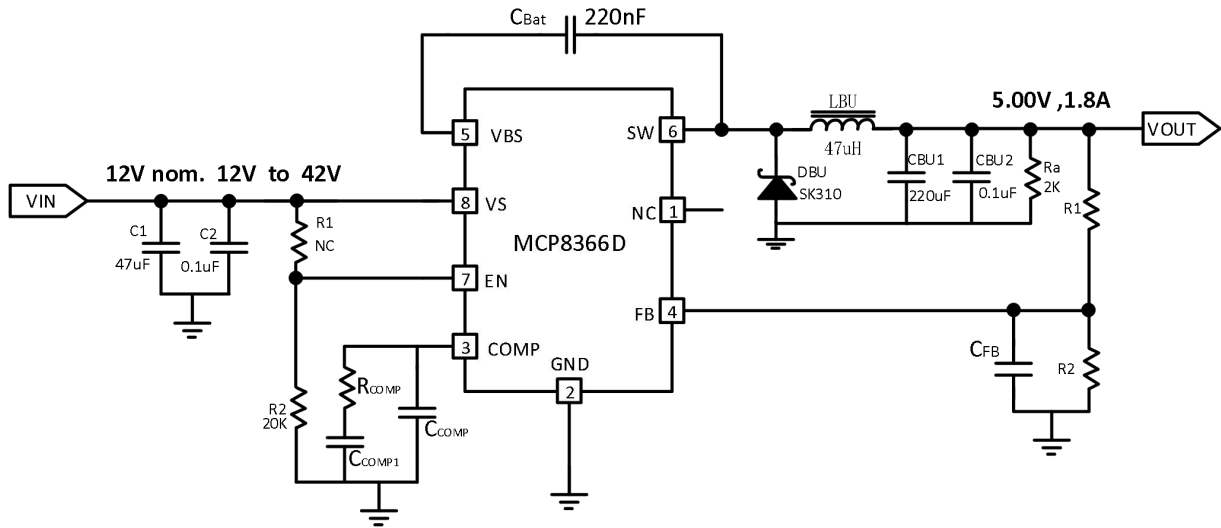 CBat 220nF
5 VBS
SW 6
LBU
47uH
5.00V ,1.8A
VOUT
12V nom. 12V to 42V
VIN
8 VS
NC 1
MCP8366D
DBU
SK310
CBU1
220uF
CBU2
0.1uF
Ra
2K
R1
C1
47uF
C2
0.1uF
R1
NC
7 EN
FB 4
3 COMP
GND
2
RCOMP
CCOMP
CCOMP1
R2
20K
CFB
R2